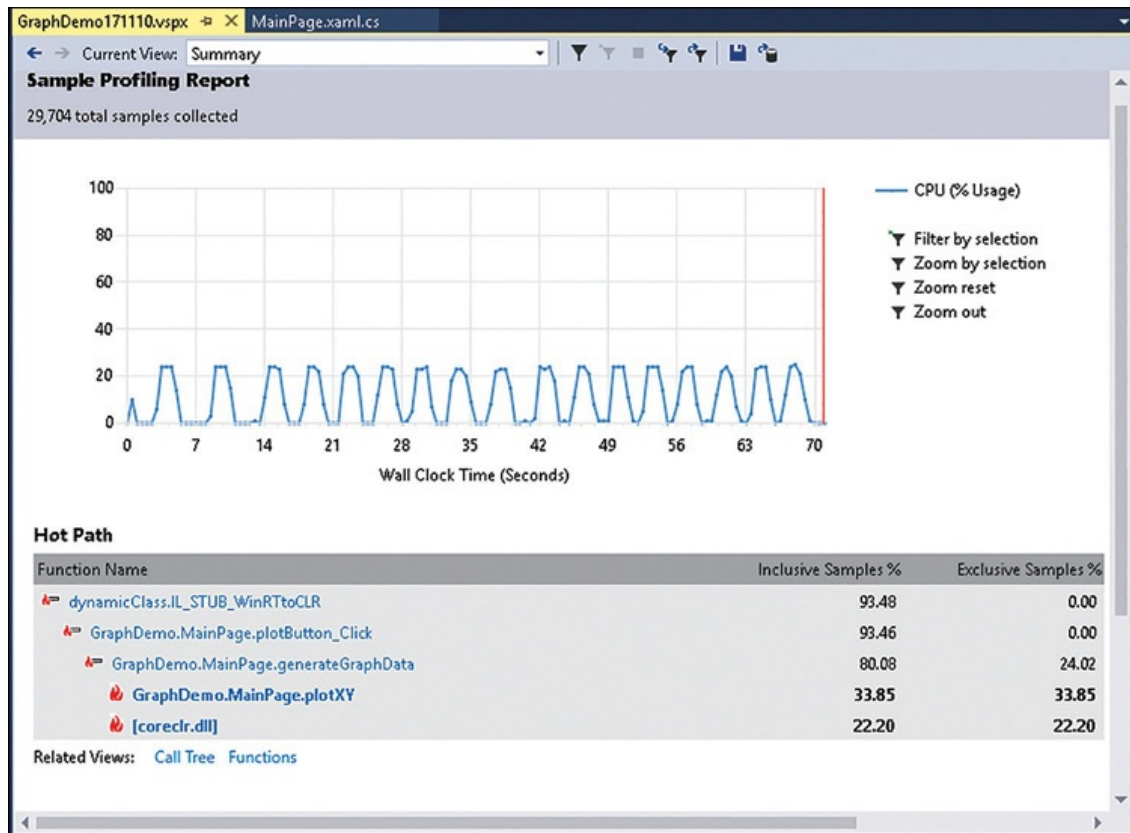 GraphDemo171110.vspx MainPage.xaml.cs
Current View: Summary
Sample Profiling Report
29,704 total samples collected
100
80
60
40
20
0
0 7 14 21 28 35 42 49 56 63 70
Wall Clock Time (Seconds)
CPU (% Usage)
Filter by selection
Zoom by selection
Zoom reset
Zoom out
Hot Path
Function Name Inclusive Samples % Exclusive Samples %
dynamicClass.IL_STUB_WinRTtoCLR 93.48 0.00
GraphDemo.MainPage.plotButton_Click 93.46 0.00
GraphDemo.MainPage.generateGraphData 80.08 24.02
GraphDemo.MainPage.plotXY 33.85 33.85
[coreclr.dll] 22.20 22.20
Related Views: Call Tree Functions